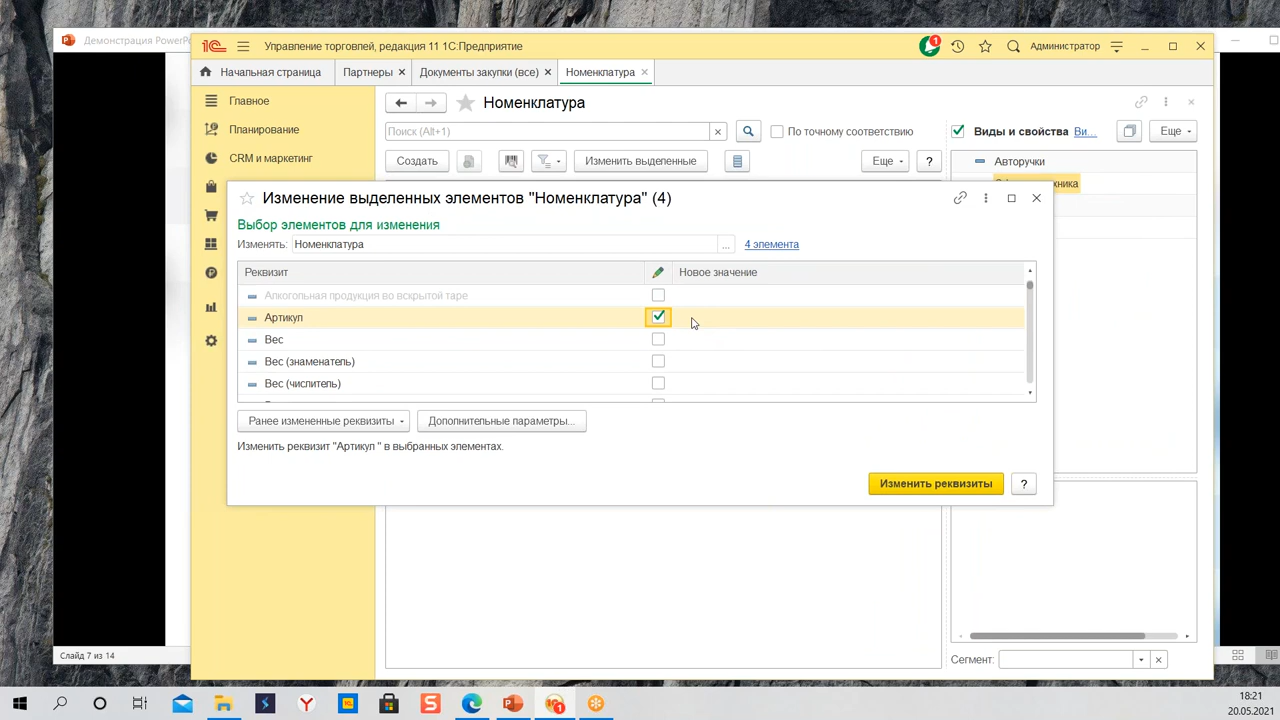 Демонстрация PowerPo
1С Управление торговлей, редакция 11 1С:Предприятие
1
Администратор
Начальная страница
Партнеры
Документы закупки (все)
Номенклатура
Главное
Планирование
CRM и маркетинг
Номенклатура
Поиск (Alt+1)
По точному соответствию
Виды и свойства Ви...
Еще
Создать
Изменить выделенные
Еще
?
Авторучки
Изменение выделенных элементов "Номенклатура" (4)
Выбор элементов для изменения
Изменять: Номенклатура
...
4 элемента
Реквизит
Новое значение
Алкогольная продукция во вскрытой таре
Артикул
Вес
Вес (знаменатель)
Вес (числитель)
Ранее измененные реквизиты
Дополнительные параметры...
Изменить реквизит "Артикул " в выбранных элементах.
Изменить реквизиты
?
Сегмент:
Слайд 7 из 14
18:21
20.05.2021